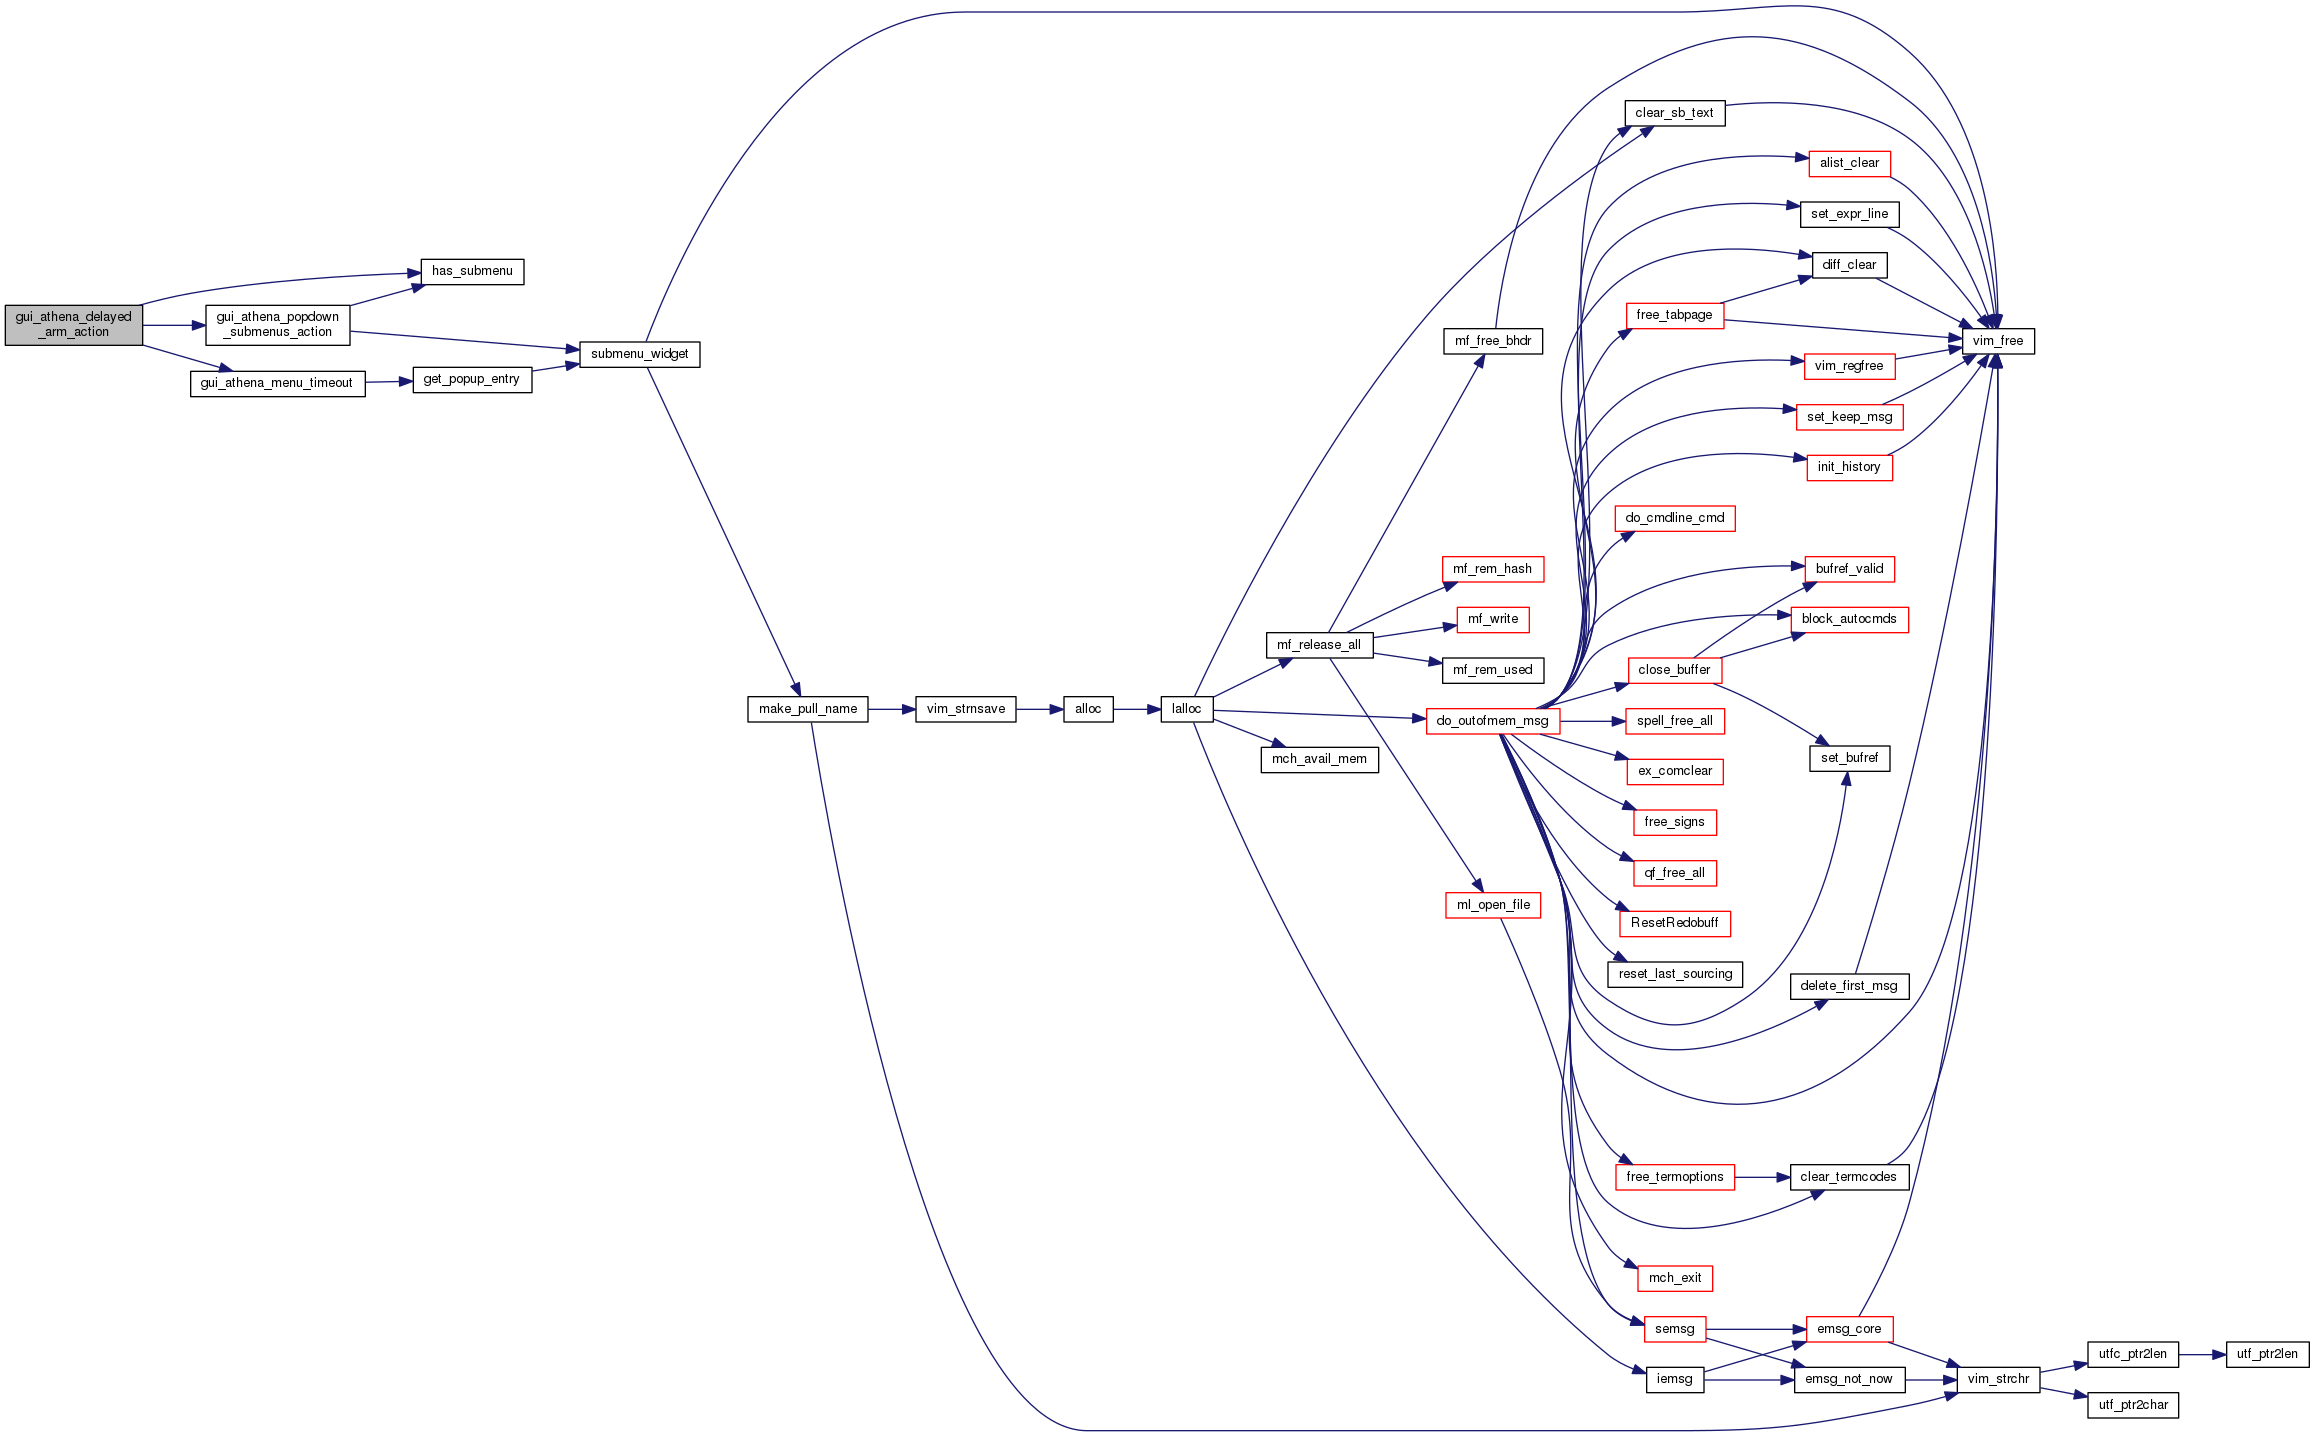 gui_athena_delayed
_arm_action
has_submenu
gui_athena_popdown
_submenus_action
gui_athena_menu_timeout
get_popup_entry
submenu_widget
make_pull_name
vim_strnsave
alloc
lalloc
mf_release_all
mch_avail_mem
mf_free_bhdr
mf_rem_hash
mf_write
mf_rem_used
do_outofmem_msg
ml_open_file
clear_sb_text
free_tabpage
do_cmdline_cmd
close_buffer
spell_free_all
ex_comclear
free_signs
qf_free_all
ResetRedobuff
reset_last_sourcing
free_termoptions
mch_exit
semsg
iemsg
alist_clear
set_expr_line
diff_clear
vim_regfree
set_keep_msg
init_history
bufref_valid
block_autocmds
set_bufref
delete_first_msg
clear_termcodes
emsg_core
emsg_not_now
vim_free
vim_strchr
utfc_ptr2len
utf_ptr2char
utf_ptr2len